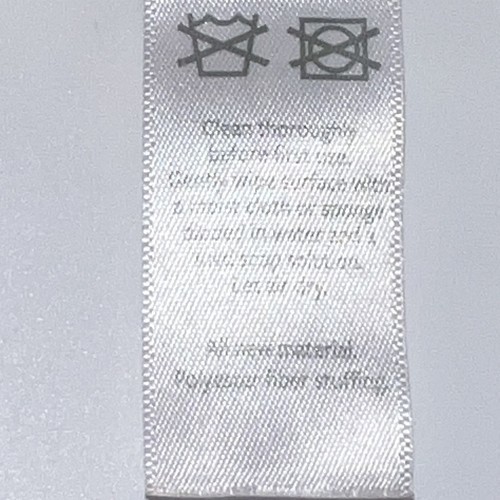 Clean thoroughly
before first use.
Gently wipe surface with
a moist cloth or sponge
dipped in water and a
mild soap solution.
Let air dry.
All new material.
Polyester fiber stuffing.